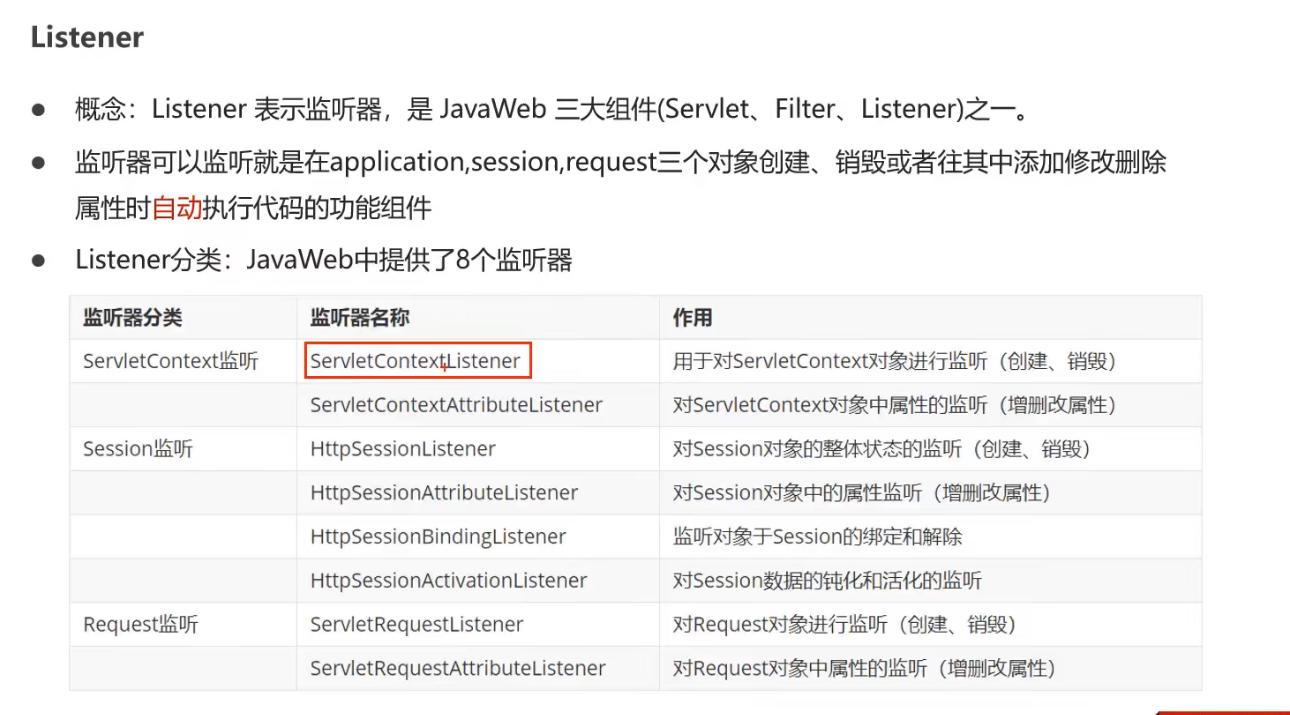 Listener
● 概念：Listener 表示监听器，是 JavaWeb 三大组件(Servlet、Filter、Listener)之一。
● 监听器可以监听就是在application,session,request三个对象创建、销毁或者往其中添加修改删除
属性时自动执行代码的功能组件
● Listener分类：JavaWeb中提供了8个监听器
监听器分类 监听器名称 作用
ServletContext监听 ServletContextListener 用于对ServletContext对象进行监听（创建、销毁）
ServletContextAttributeListener 对ServletContext对象中属性的监听（增删改属性）
Session监听 HttpSessionListener 对Session对象的整体状态的监听（创建、销毁）
HttpSessionAttributeListener 对Session对象中的属性监听（增删改属性）
HttpSessionBindingListener 监听对象于Session的绑定和解除
HttpSessionActivationListener 对Session数据的钝化和活化的监听
Request监听 ServletRequestListener 对Request对象进行监听（创建、销毁）
ServletRequestAttributeListener 对Request对象中属性的监听（增删改属性）